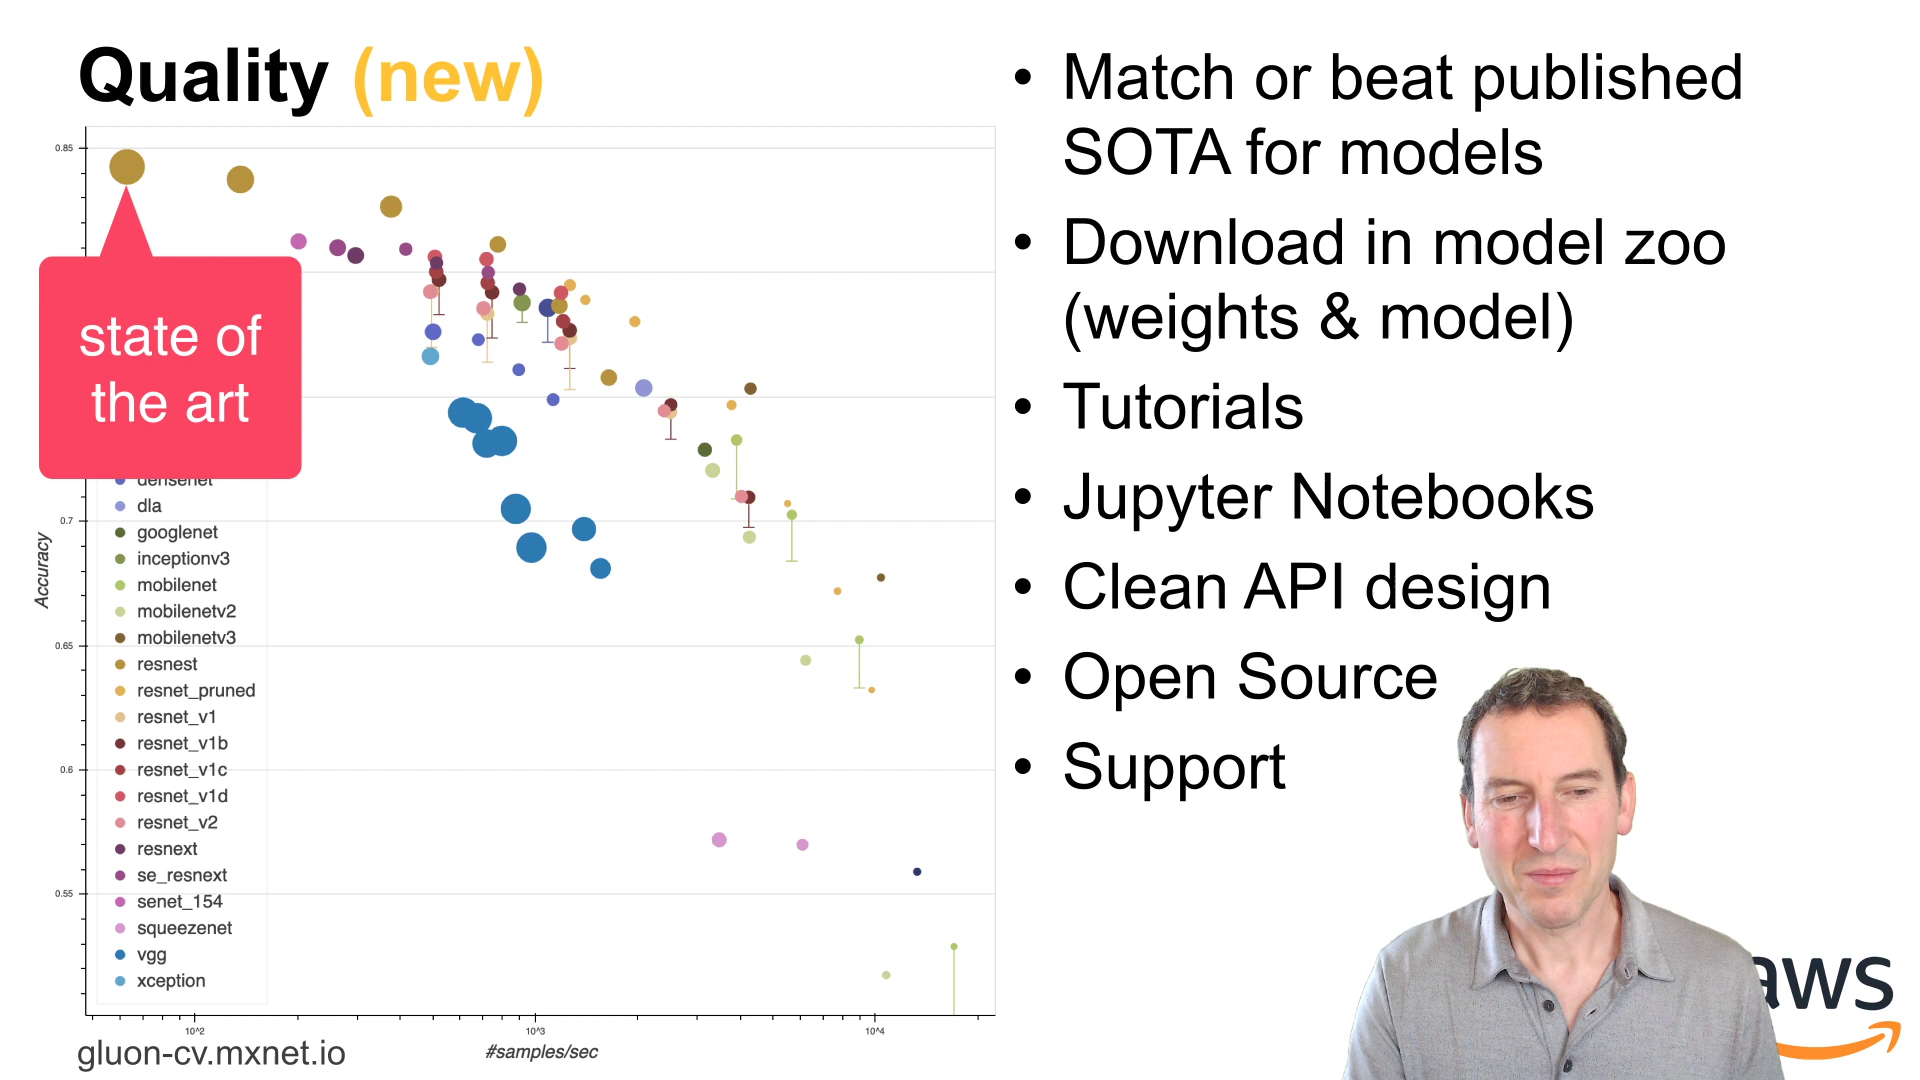 Quality (new)
0.85
state of
the art
densenet
dla
googlenet
0.7
inceptionv3
mobilenet
mobilenetv2
mobilenetv3
0.65
resnest
resnet_pruned
resnet_v1
resnet_v1b
0.6
resnet_v1c
resnet_v1d
resnet_v2
resnext
se_resnext
0.55
senet_154
squeezenet
vgg
xception
Accuracy
10^2
10^3
10^4
#samples/sec
gluon-cv.mxnet.io
• Match or beat published
SOTA for models
• Download in model zoo
(weights & model)
• Tutorials
• Jupyter Notebooks
• Clean API design
• Open Source
• Support
aws